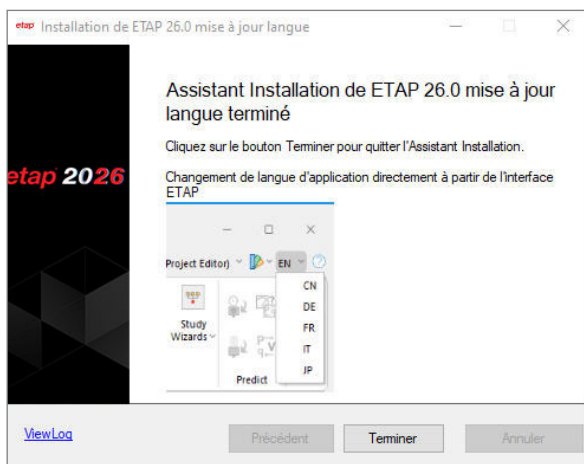 etap Installation de ETAP 26.0 mise à jour langue
Assistant Installation de ETAP 26.0 mise à jour
langue terminé
Cliquez sur le bouton Terminer pour quitter l'Assistant Installation.
Changement de langue d'application directement à partir de l'interface
ETAP
etap 2026
Project Editor) EN ?
CN
DE
FR
IT
JP
Study
Wizards
Predict
ViewLog
Précédent
Terminer
Annuler